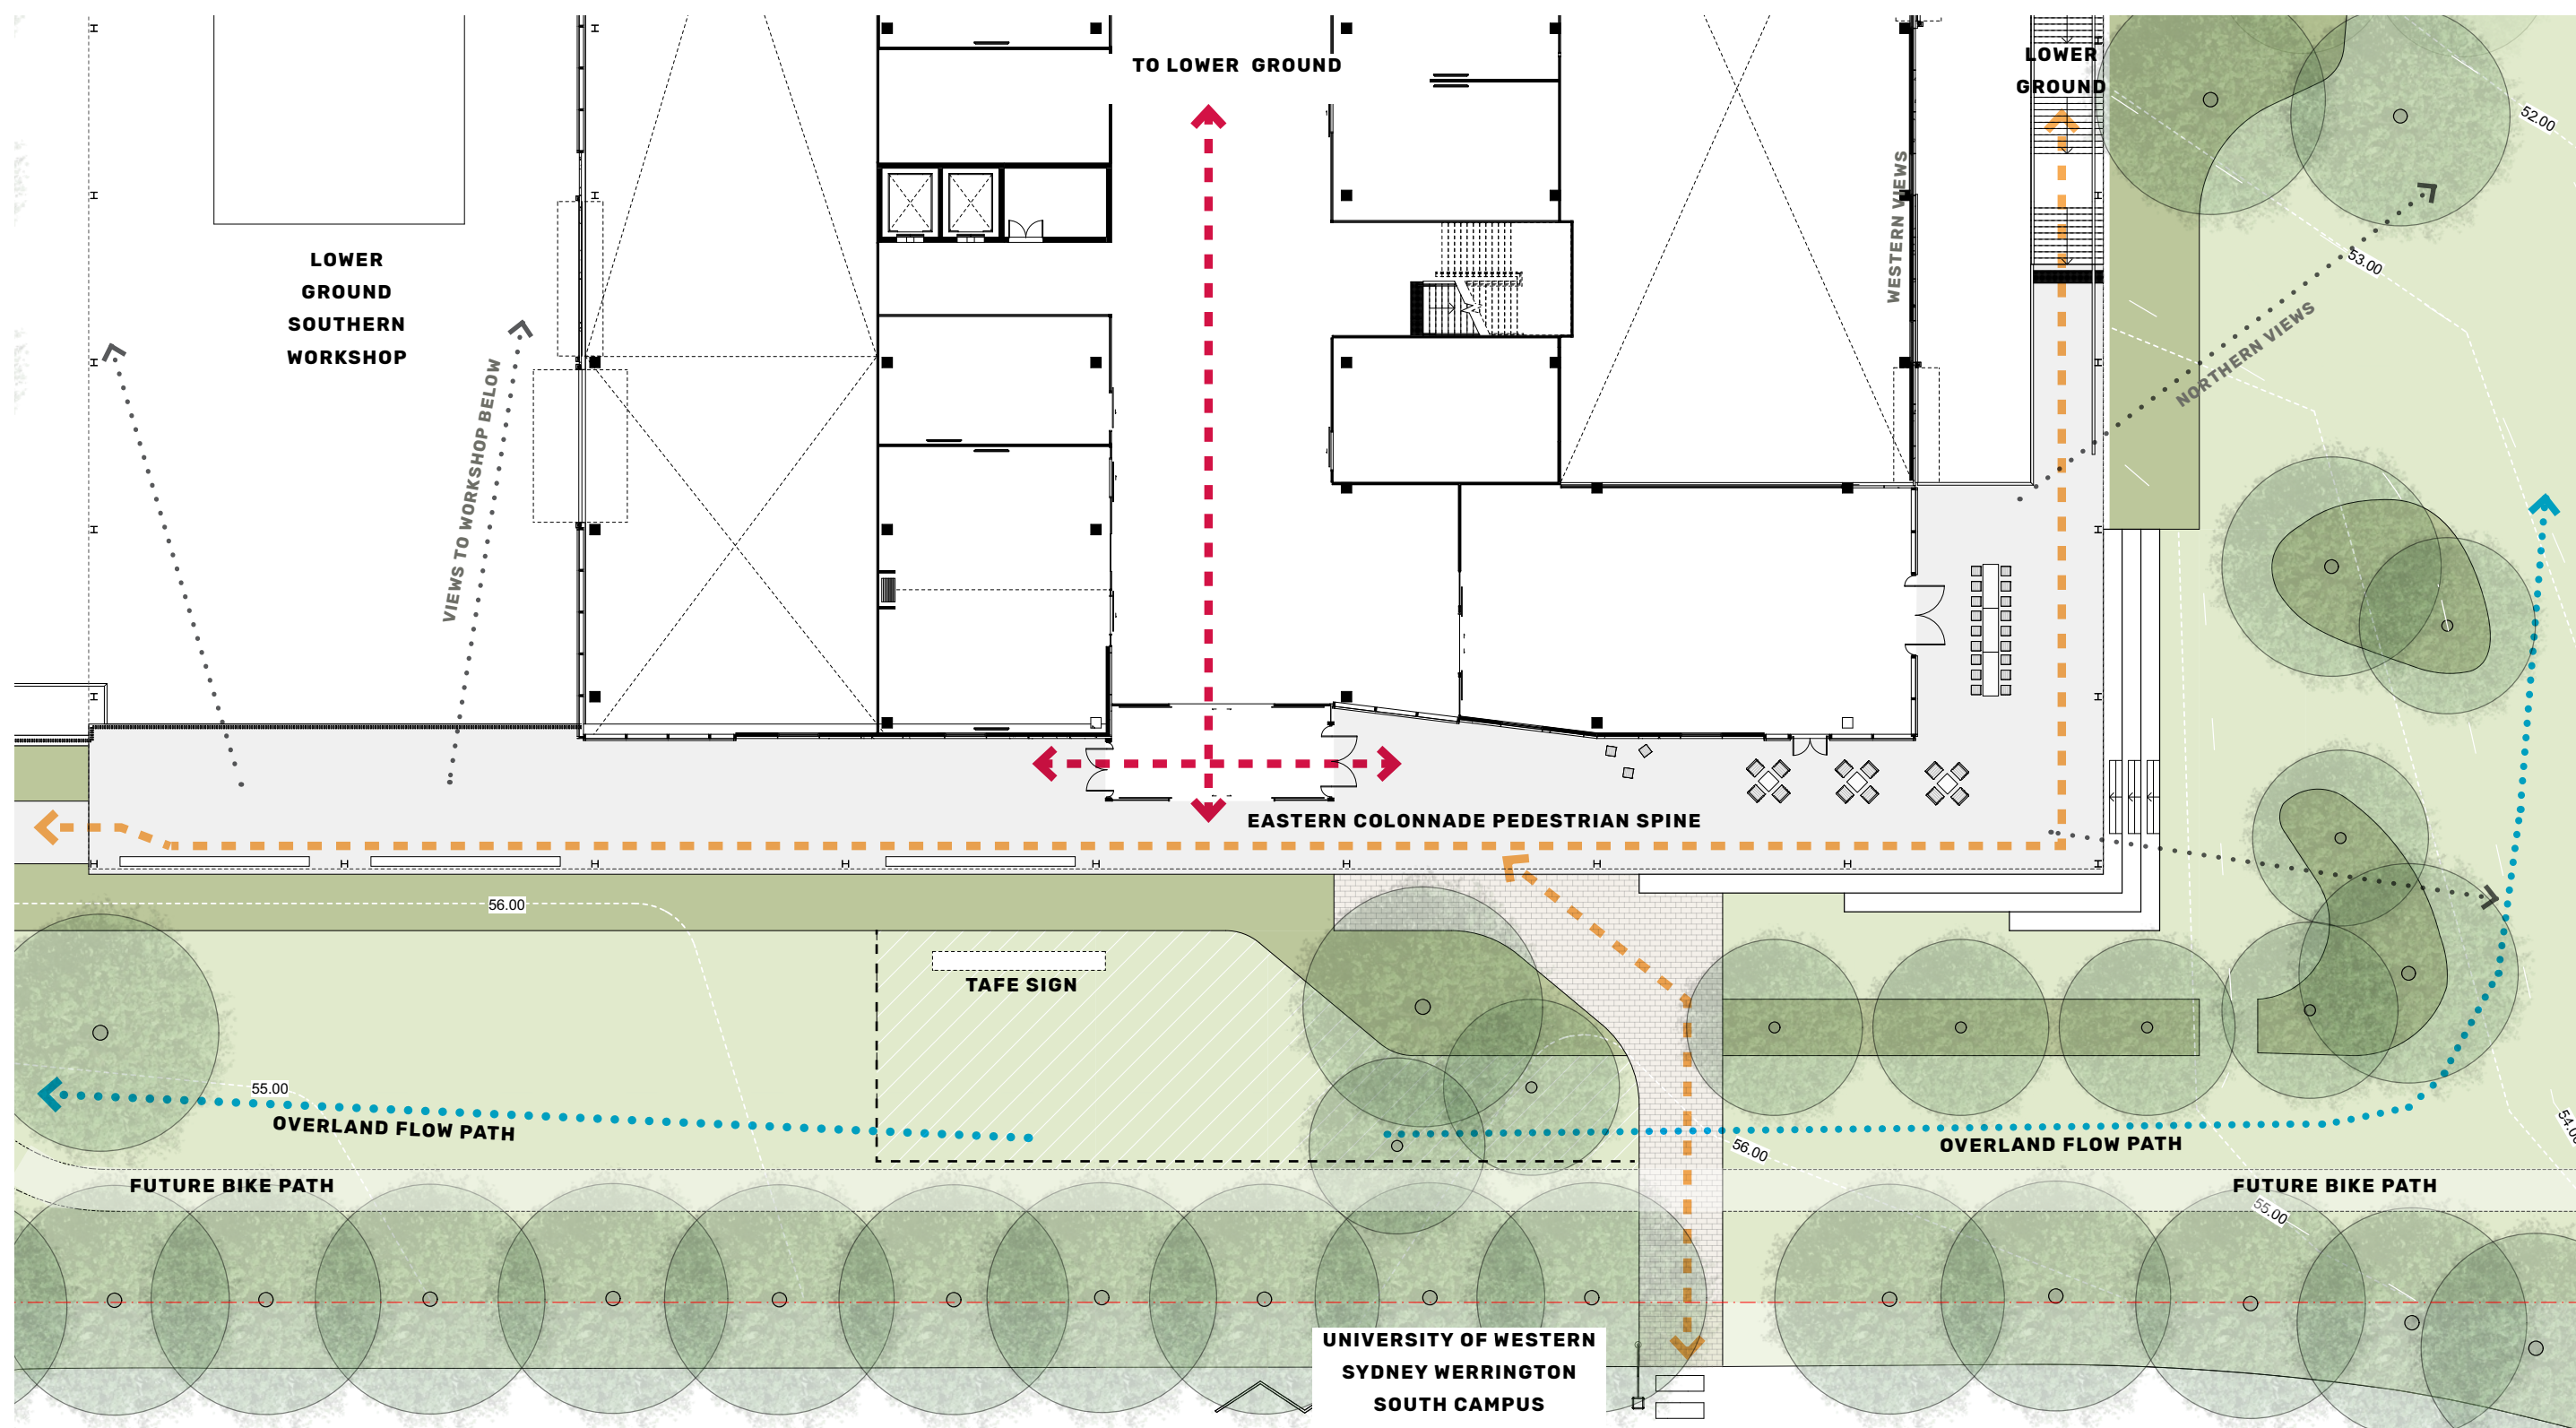 TO LOWER GROUND
LOWER
GROUND
52.00
WESTERN VIEWS
53.00
LOWER
GROUND
SOUTHERN
WORKSHOP
NORTHERN VIEWS
VIEWS TO WORKSHOP BELOW
EASTERN COLONNADE PEDESTRIAN SPINE
56.00
TAFE SIGN
55.00
OVERLAND FLOW PATH
56.00
OVERLAND FLOW PATH
54.00
FUTURE BIKE PATH
FUTURE BIKE PATH
55.00
UNIVERSITY OF WESTERN
SYDNEY WERRINGTON
SOUTH CAMPUS